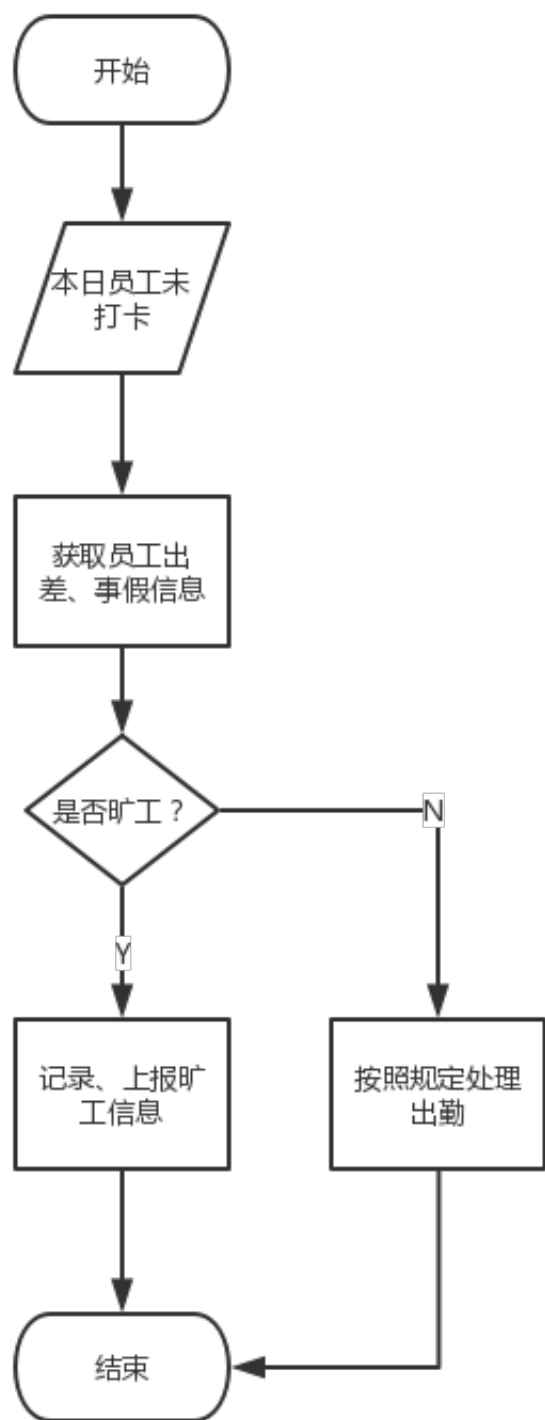 开始
本日员工未
打卡
获取员工出
差、事假信息
是否旷工？
N
Y
记录、上报旷
工信息
按照规定处理
出勤
结束